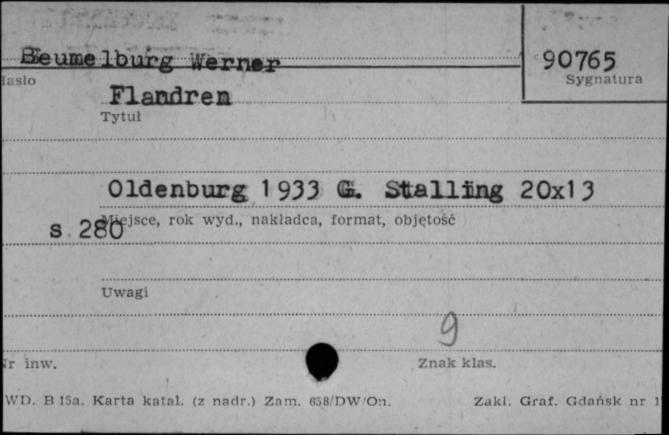 Beumelburg Werner
90765
Hasło
Sygnatura
Flandren
Tytuł
Oldenburg 1933 G. Stalling 20x13
Miejsce, rok wyd., nakładca, format, objętość
s 280
Uwagi
9
Nr inw.
Znak klas.
WD. B 15a. Karta katal. (z nadr.) Zam. 658/DW/On.
Zakł. Graf. Gdańsk nr 1